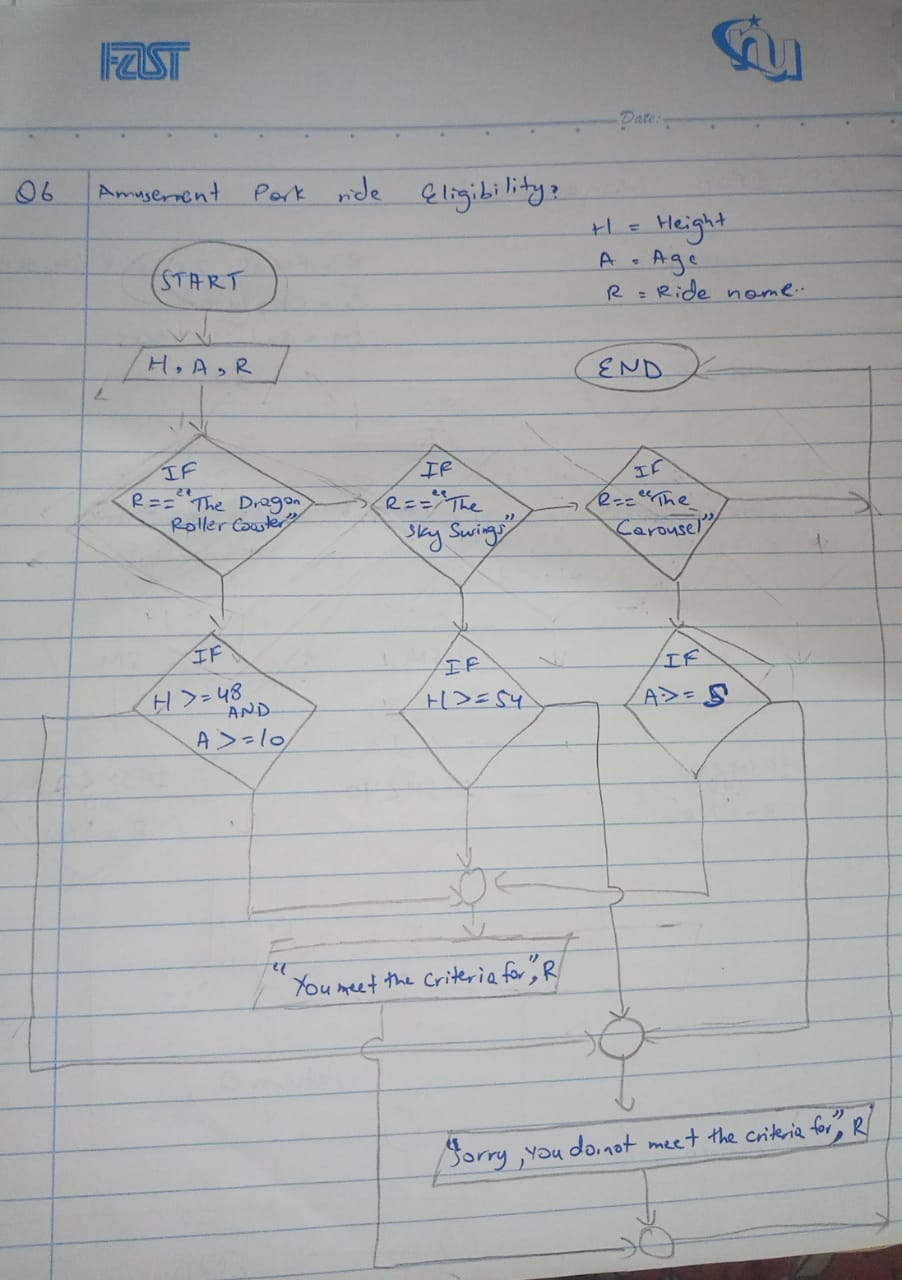 FAST
nu
Date:
Q6 Amusement Park ride Eligibility?
H = Height
A = Age
R = Ride name..
START
H, A, R
END
IF
R=="The Dragon
Roller Coaster"
IF
R=="The
Sky Swings"
IF
R=="The
Carousel"
IF
H >=48
AND
A >=10
IF
H>=54
IF
A>= 5
"You meet the criteria for", R
"Sorry, you do not meet the criteria for", R